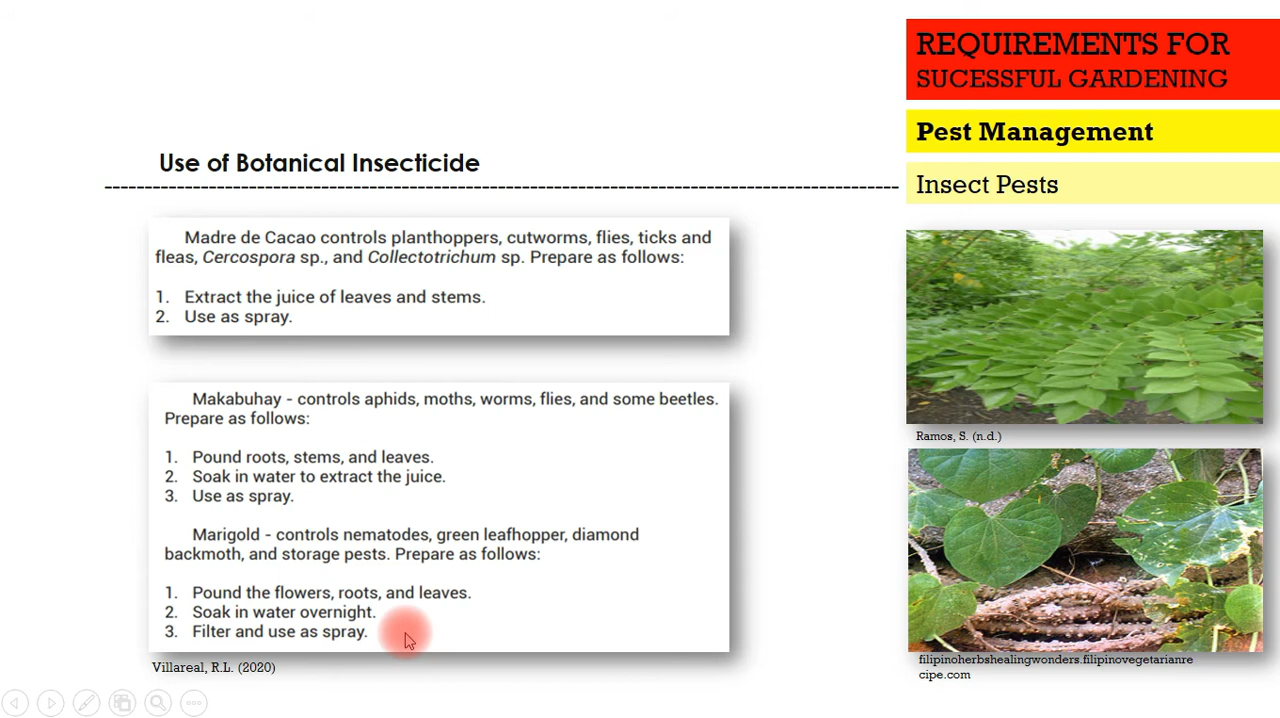 REQUIREMENTS FOR
SUCESSFUL GARDENING
Pest Management
Insect Pests
Use of Botanical Insecticide
Madre de Cacao controls planthoppers, cutworms, flies, ticks and
fleas, Cercospora sp., and Collectotrichum sp. Prepare as follows:
1. Extract the juice of leaves and stems.
2. Use as spray.
Makabuhay - controls aphids, moths, worms, flies, and some beetles.
Prepare as follows:
1. Pound roots, stems, and leaves.
2. Soak in water to extract the juice.
3. Use as spray.
Marigold - controls nematodes, green leafhopper, diamond
backmoth, and storage pests. Prepare as follows:
1. Pound the flowers, roots, and leaves.
2. Soak in water overnight.
3. Filter and use as spray.
Villareal, R.L. (2020)
Ramos, S. (n.d.)
filipinoherbshealingwonders.filipinovegetarianre
cipe.com